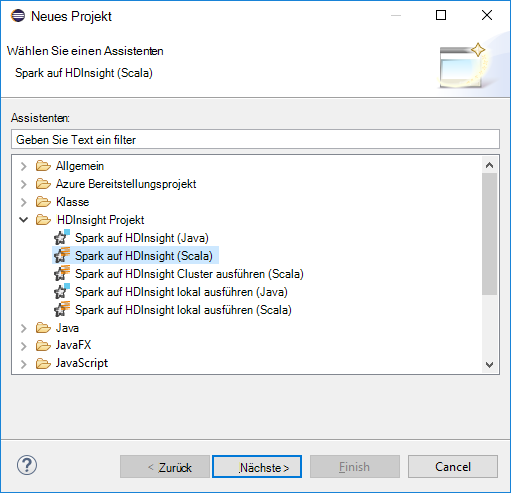 Neues Projekt
Wählen Sie einen Assistenten
Spark auf HDInsight (Scala)
Assistenten:
Geben Sie Text ein filter
Allgemein
Azure Bereitstellungsprojekt
Klasse
HDInsight Projekt
Spark auf HDInsight (Java)
Spark auf HDInsight (Scala)
Spark auf HDInsight Cluster ausführen (Scala)
Spark auf HDInsight lokal ausführen (Java)
Spark auf HDInsight lokal ausführen (Scala)
Java
JavaFX
JavaScript
? < Zurück Nächste > Finish Cancel